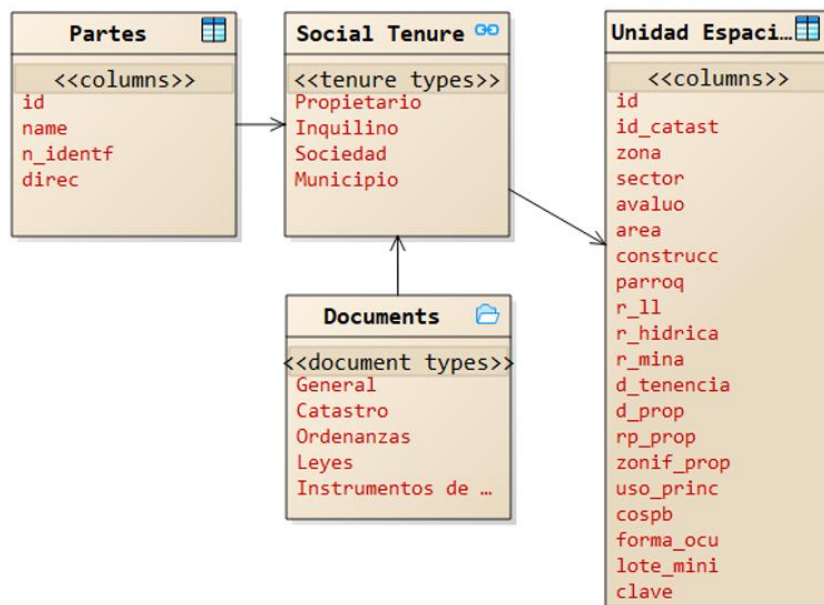 Partes
<<columns>>
id
name
n_identf
direc
Social Tenure
<<tenure types>>
Propietario
Inquilino
Sociedad
Municipio
Documents
<<document types>>
General
Catastro
Ordenanzas
Leyes
Instrumentos de …
Unidad Espaci…
<<columns>>
id
id_catast
zona
sector
avaluo
area
construcc
parroq
r_ll
r_hidrica
r_mina
d_tenencia
d_prop
rp_prop
zonif_prop
uso_princ
cospb
forma_ocu
lote_mini
clave